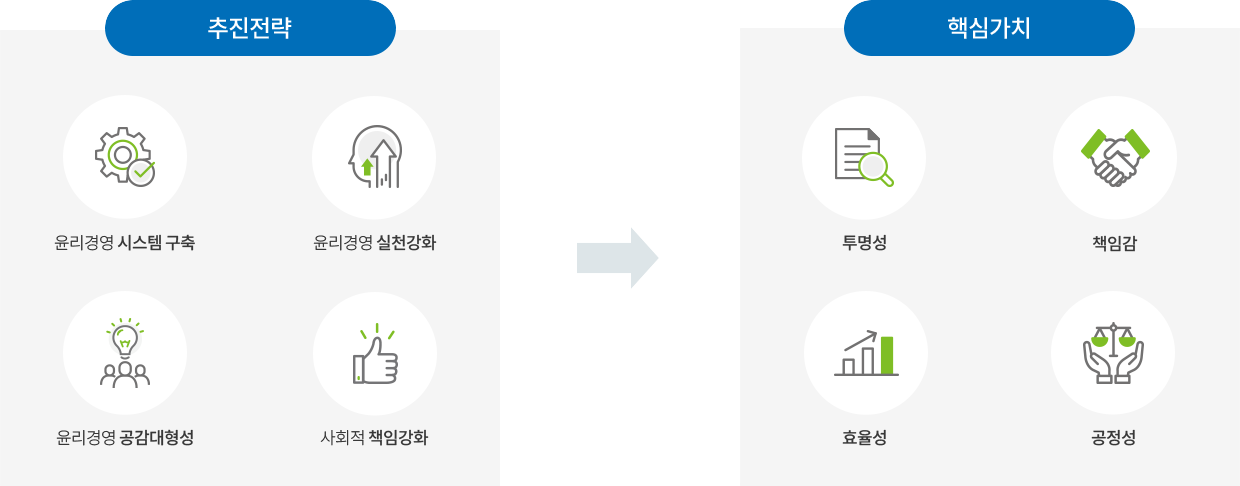 추진전략
핵심가치
윤리경영 시스템 구축
윤리경영 실천강화
투명성
책임감
윤리경영 공감대형성
사회적 책임강화
효율성
공정성